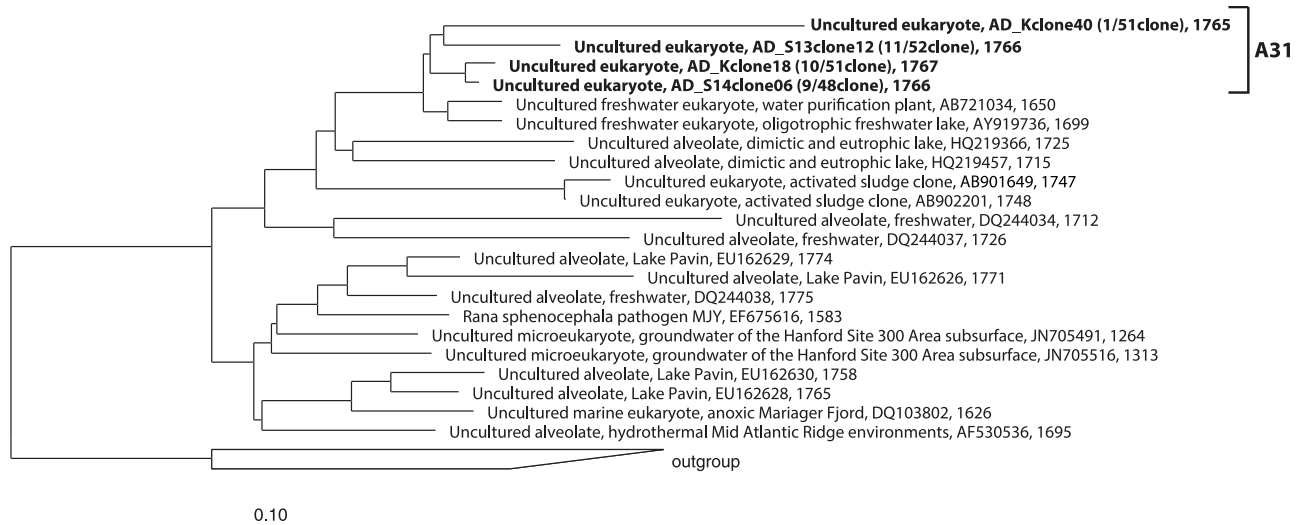 Uncultured eukaryote, AD_Kclone40 (1/51clone), 1765
A31
Uncultured eukaryote, AD_S13clone12 (11/52clone), 1766
Uncultured eukaryote, AD_Kclone18 (10/51clone), 1767
Uncultured eukaryote, AD_S14clone06 (9/48clone), 1766
Uncultured freshwater eukaryote, water purification plant, AB721034, 1650
Uncultured freshwater eukaryote, oligotrophic freshwater lake, AY919736, 1699
Uncultured alveolate, dimictic and eutrophic lake, HQ219366, 1725
Uncultured alveolate, dimictic and eutrophic lake, HQ219457, 1715
Uncultured eukaryote, activated sludge clone, AB901649, 1747
Uncultured eukaryote, activated sludge clone, AB902201, 1748
Uncultured alveolate, freshwater, DQ244034, 1712
Uncultured alveolate, freshwater, DQ244037, 1726
Uncultured alveolate, Lake Pavin, EU162629, 1774
Uncultured alveolate, Lake Pavin, EU162626, 1771
Uncultured alveolate, freshwater, DQ244038, 1775
Rana sphenocephala pathogen MJY, EF675616, 1583
Uncultured microeukaryote, groundwater of the Hanford Site 300 Area subsurface, JN705491, 1264
Uncultured microeukaryote, groundwater of the Hanford Site 300 Area subsurface, JN705516, 1313
Uncultured alveolate, Lake Pavin, EU162630, 1758
Uncultured alveolate, Lake Pavin, EU162628, 1765
Uncultured marine eukaryote, anoxic Mariager Fjord, DQ103802, 1626
Uncultured alveolate, hydrothermal Mid Atlantic Ridge environments, AF530536, 1695
outgroup
0.10